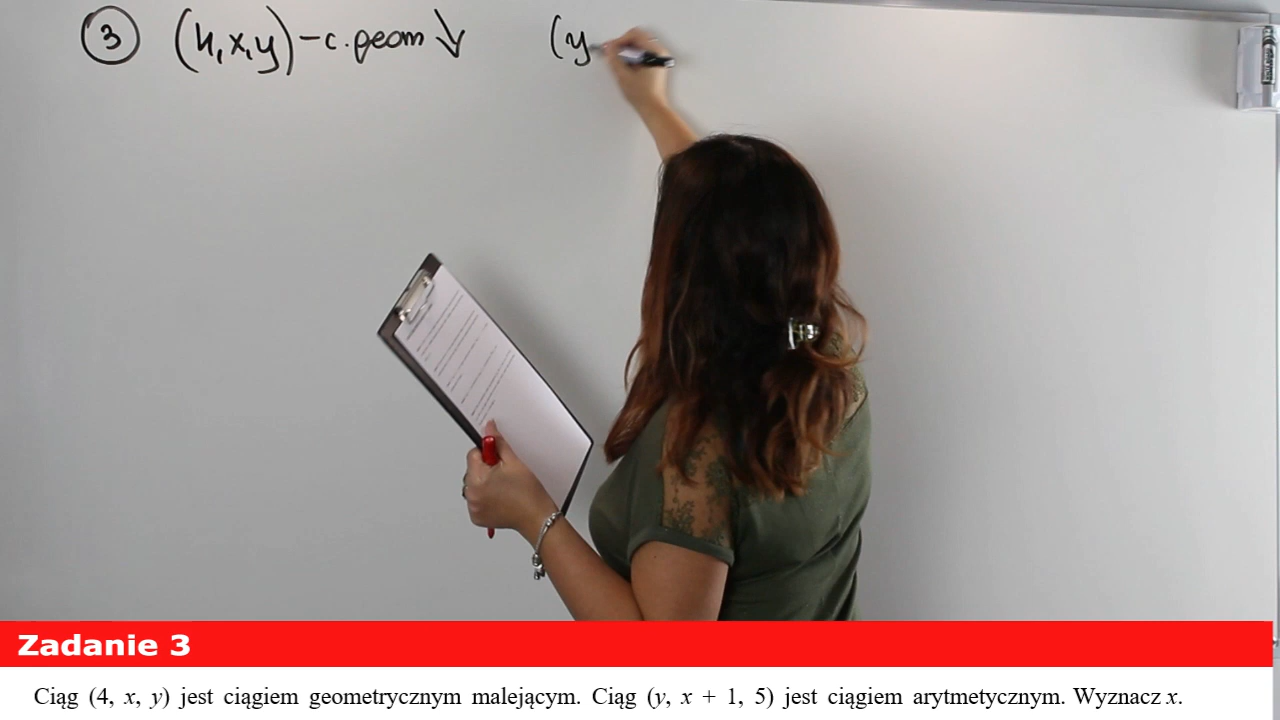 ③ (4,x,y)-c.geom ↘ (y
Zadanie 3
Ciąg (4, x, y) jest ciągiem geometrycznym malejącym. Ciąg (y, x + 1, 5) jest ciągiem arytmetycznym. Wyznacz x.